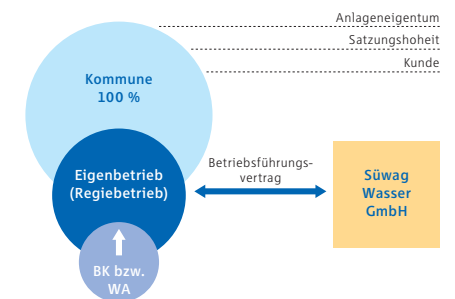 Anlageneigentum
Satzungshoheit
Kunde
Kommune
100 %
Eigenbetrieb
(Regiebetrieb)
Betriebsführungs-
vertrag
Süwag
Wasser
GmbH
BK bzw.
WA